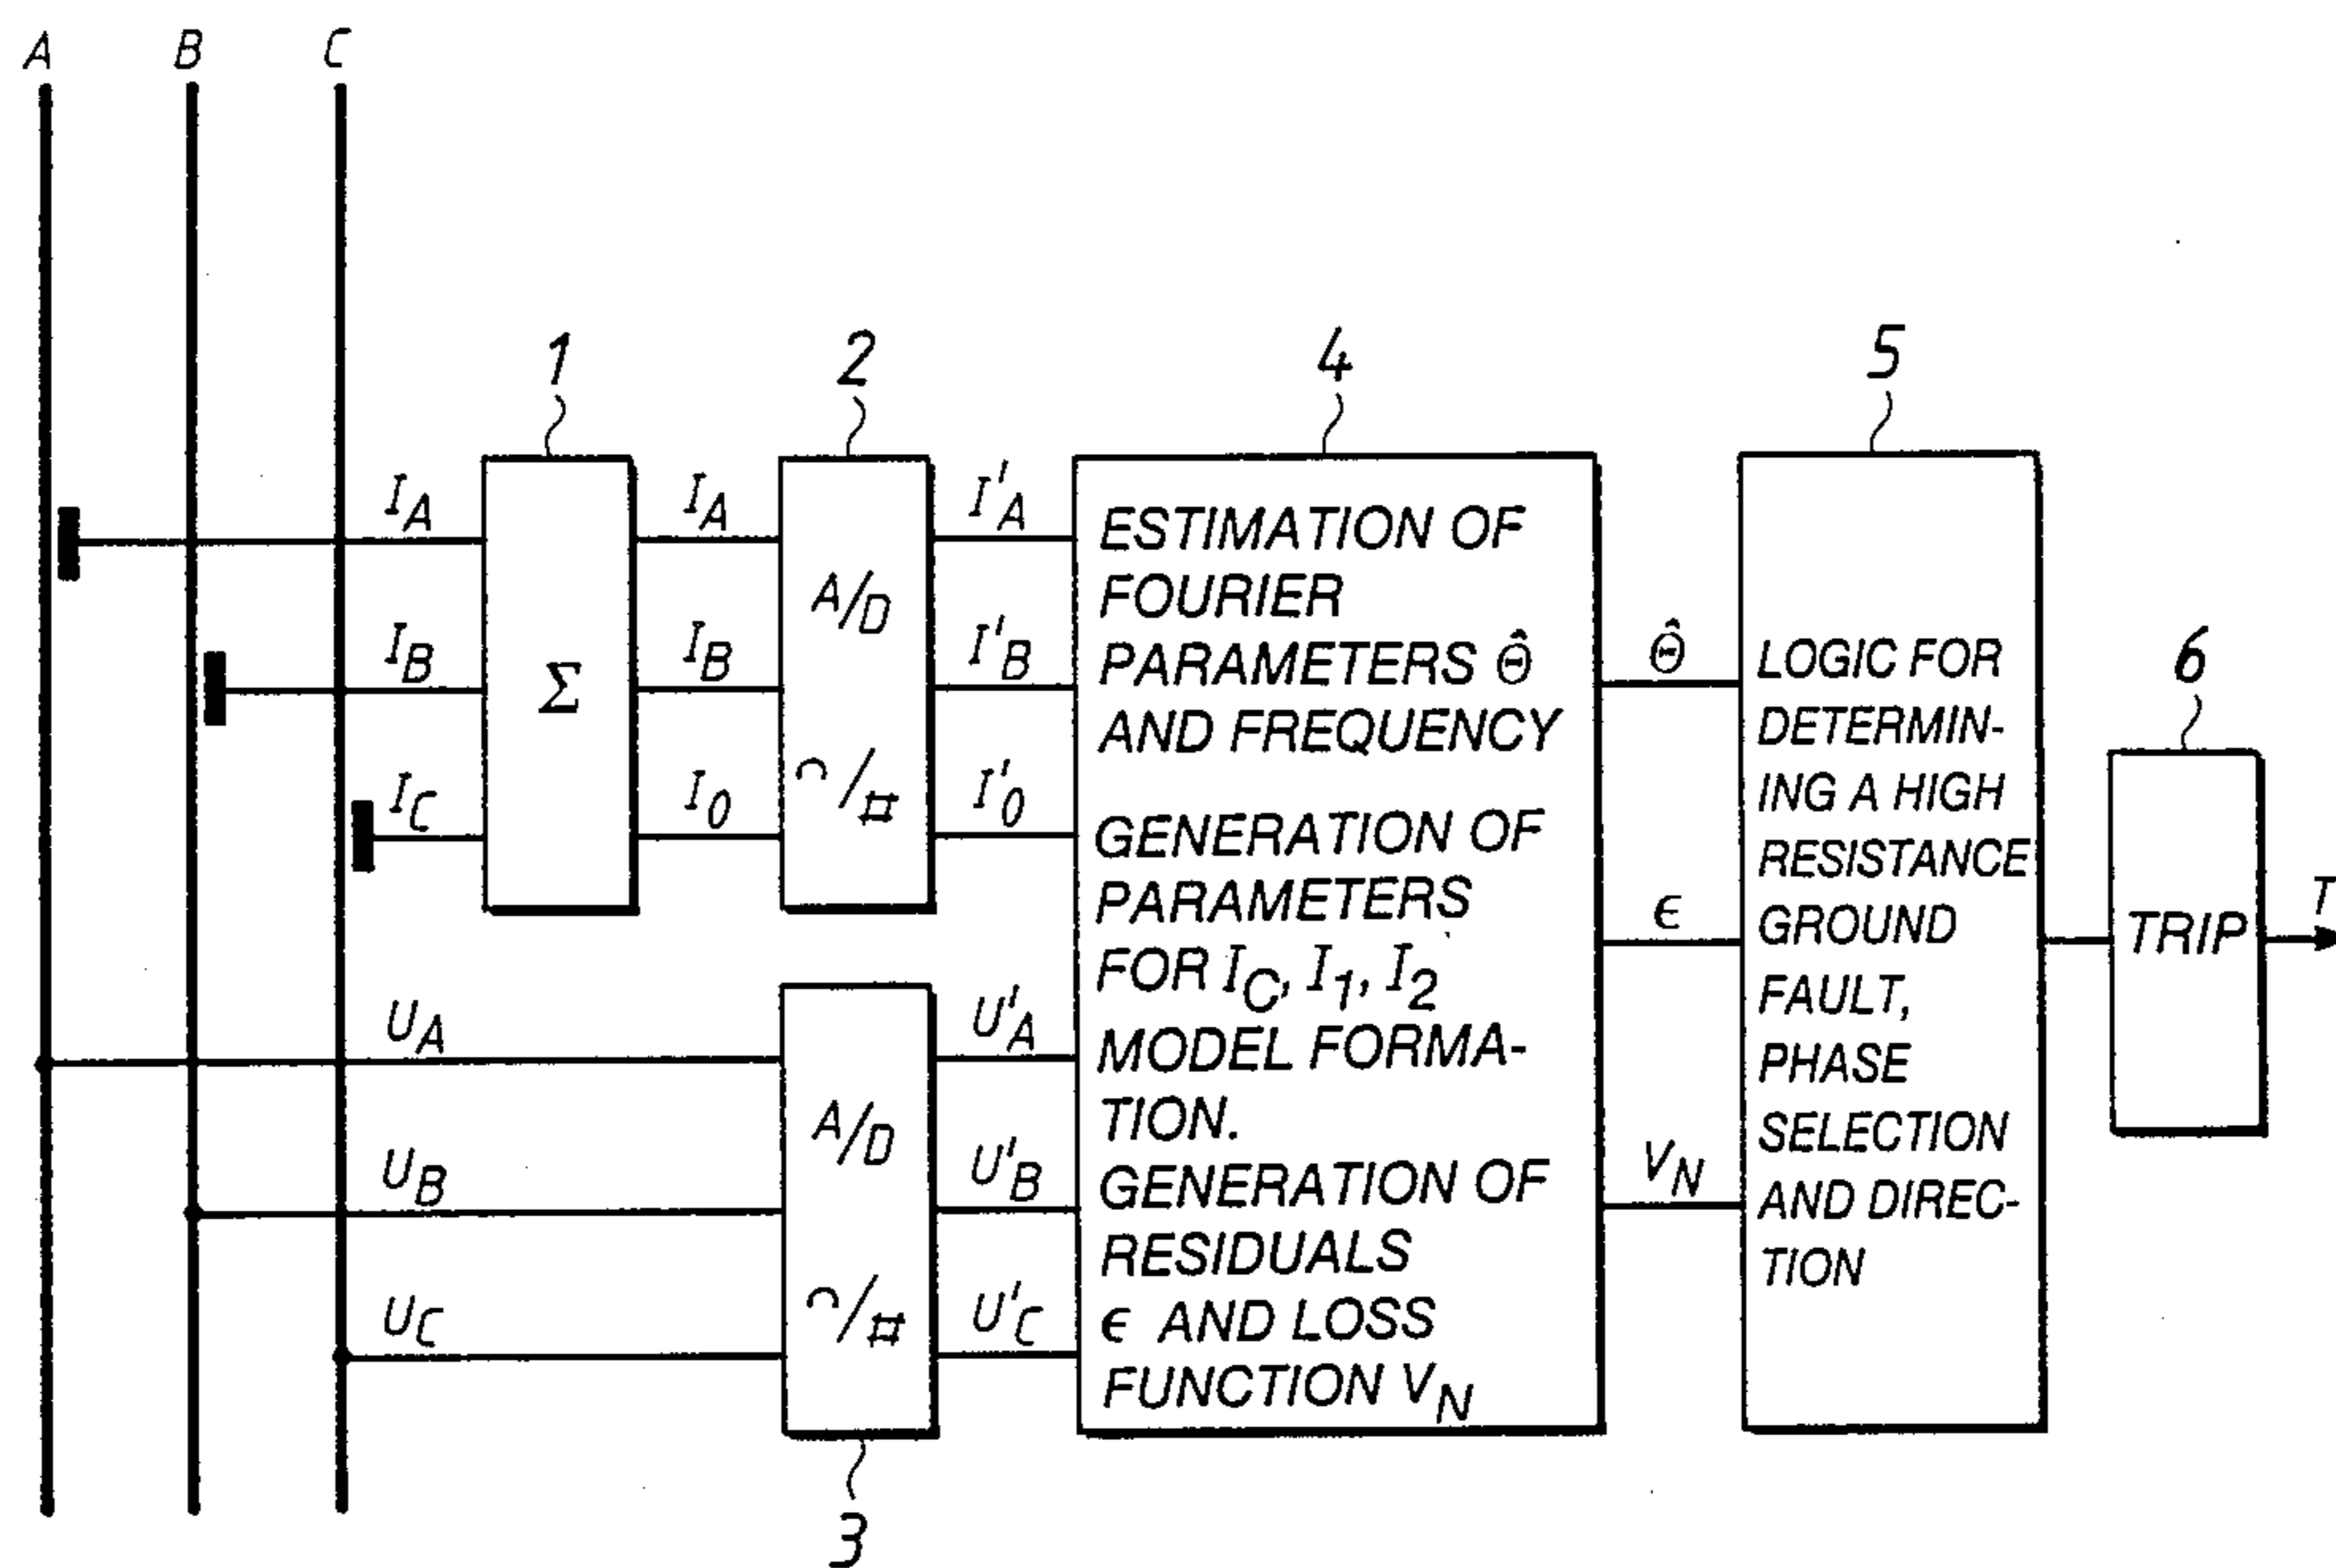 A B C
1 2 4 5
I_A I_A I'_A
I_B I_B I'_B
I_C I_0 I'_0
Σ
A/D
∩/#
ESTIMATION OF
FOURIER
PARAMETERS Θ̂
AND FREQUENCY
GENERATION OF
PARAMETERS
FOR I_C, I_1, I_2
MODEL FORMA-
TION.
GENERATION OF
RESIDUALS
ϵ AND LOSS
FUNCTION V_N
Θ̂
ϵ
V_N
LOGIC FOR
DETERMIN-
ING A HIGH
RESISTANCE
GROUND
FAULT,
PHASE
SELECTION
AND DIREC-
TION
6
TRIP
T
U_A U'_A
U_B U'_B
U_C U'_C
A/D
∩/#
3